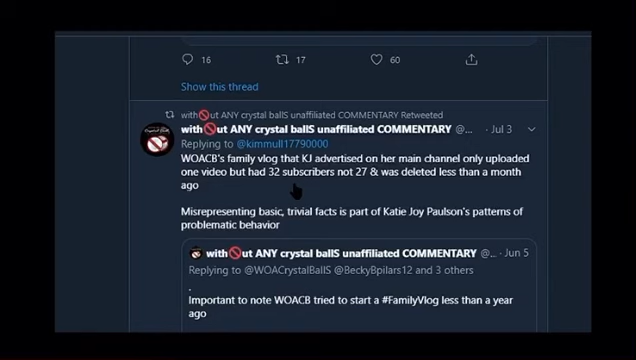 16 17 60
Show this thread
with🚫ut ANY crystal ballS unaffiliated COMMENTARY Retweeted
with🚫ut ANY crystal ballS unaffiliated COMMENTARY @... · Jul 3
Replying to @kimmull17790000
WOACB's family vlog that KJ advertised on her main channel only uploaded
one video but had 32 subscribers not 27 & was deleted less than a month
ago
Misrepresenting basic, trivial facts is part of Katie Joy Paulson's patterns of
problematic behavior
with🚫ut ANY crystal ballS unaffiliated COMMENTARY @... · Jun 5
Replying to @WOACrystalBallS @BeckyBpilars12 and 3 others
.
Important to note WOACB tried to start a #FamilyVlog less than a year
ago